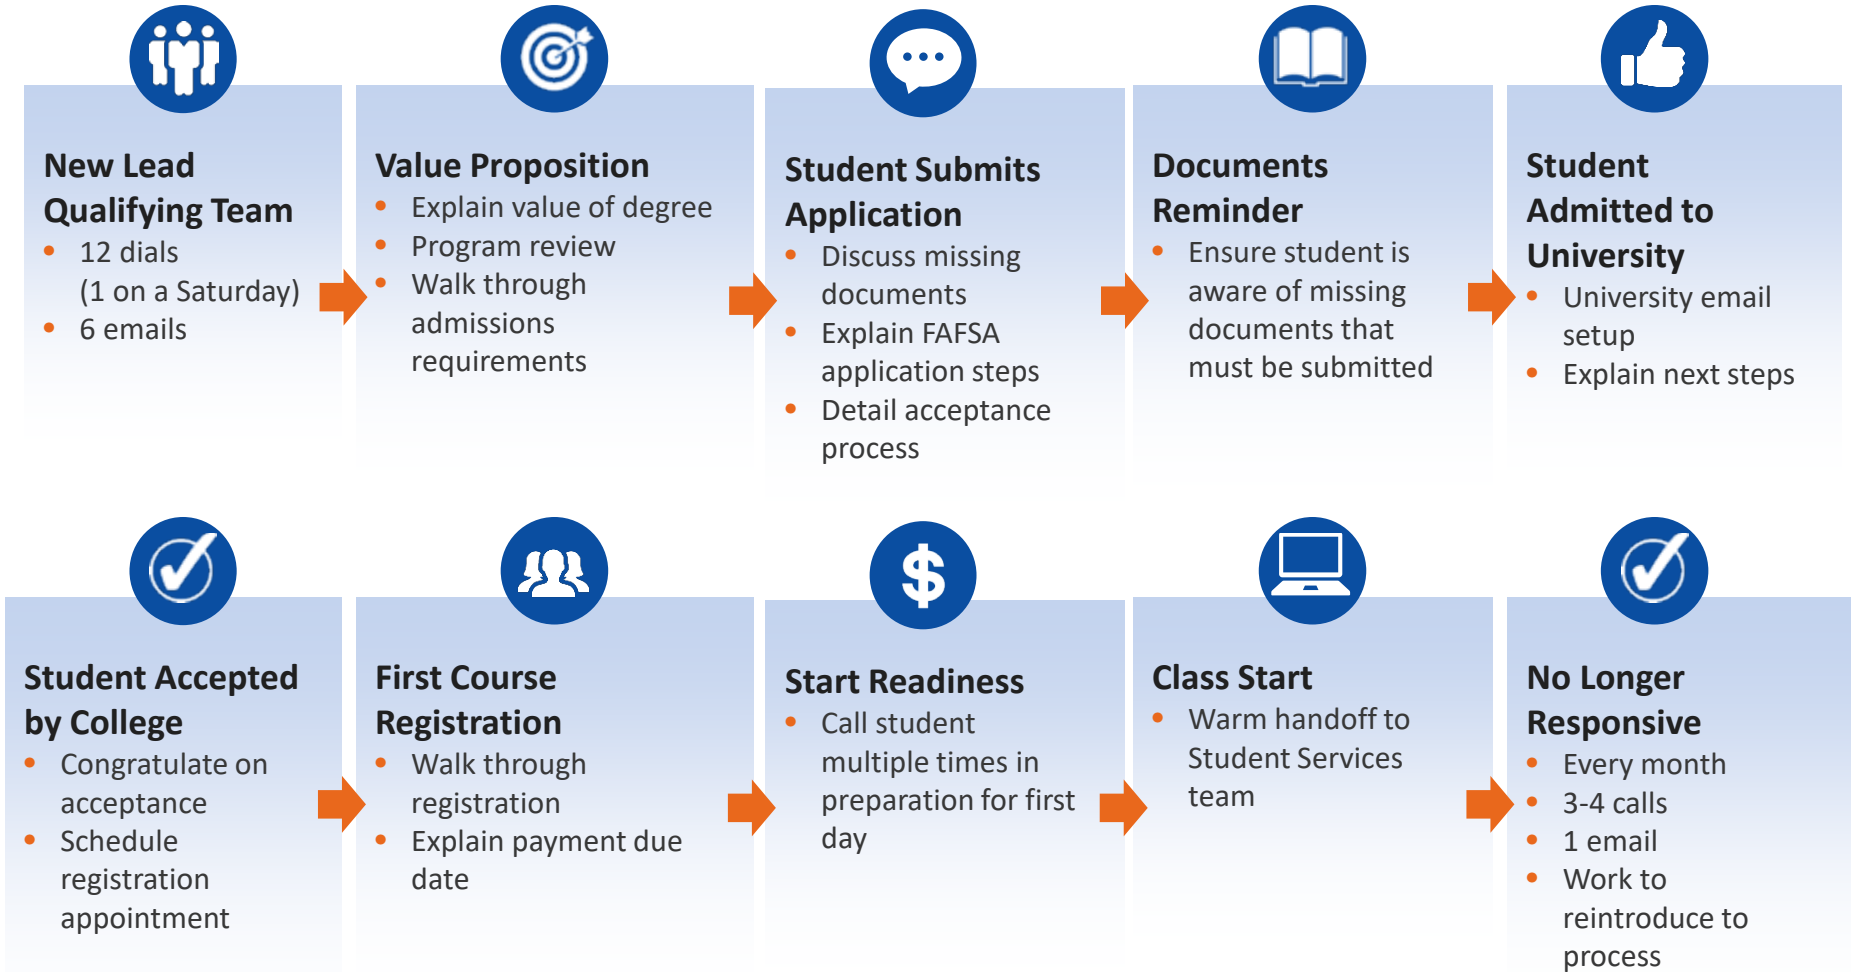 New Lead
Qualifying Team
• 12 dials
(1 on a Saturday)
• 6 emails
Value Proposition
• Explain value of degree
• Program review
• Walk through
admissions
requirements
Student Submits
Application
• Discuss missing
documents
• Explain FAFSA
application steps
• Detail acceptance
process
Documents
Reminder
• Ensure student is
aware of missing
documents that
must be submitted
Student
Admitted to
University
• University email
setup
• Explain next steps
Student Accepted
by College
• Congratulate on
acceptance
• Schedule
registration
appointment
First Course
Registration
• Walk through
registration
• Explain payment due
date
$
Start Readiness
• Call student
multiple times in
preparation for first
day
Class Start
• Warm handoff to
Student Services
team
No Longer
Responsive
• Every month
• 3-4 calls
• 1 email
• Work to
reintroduce to
process